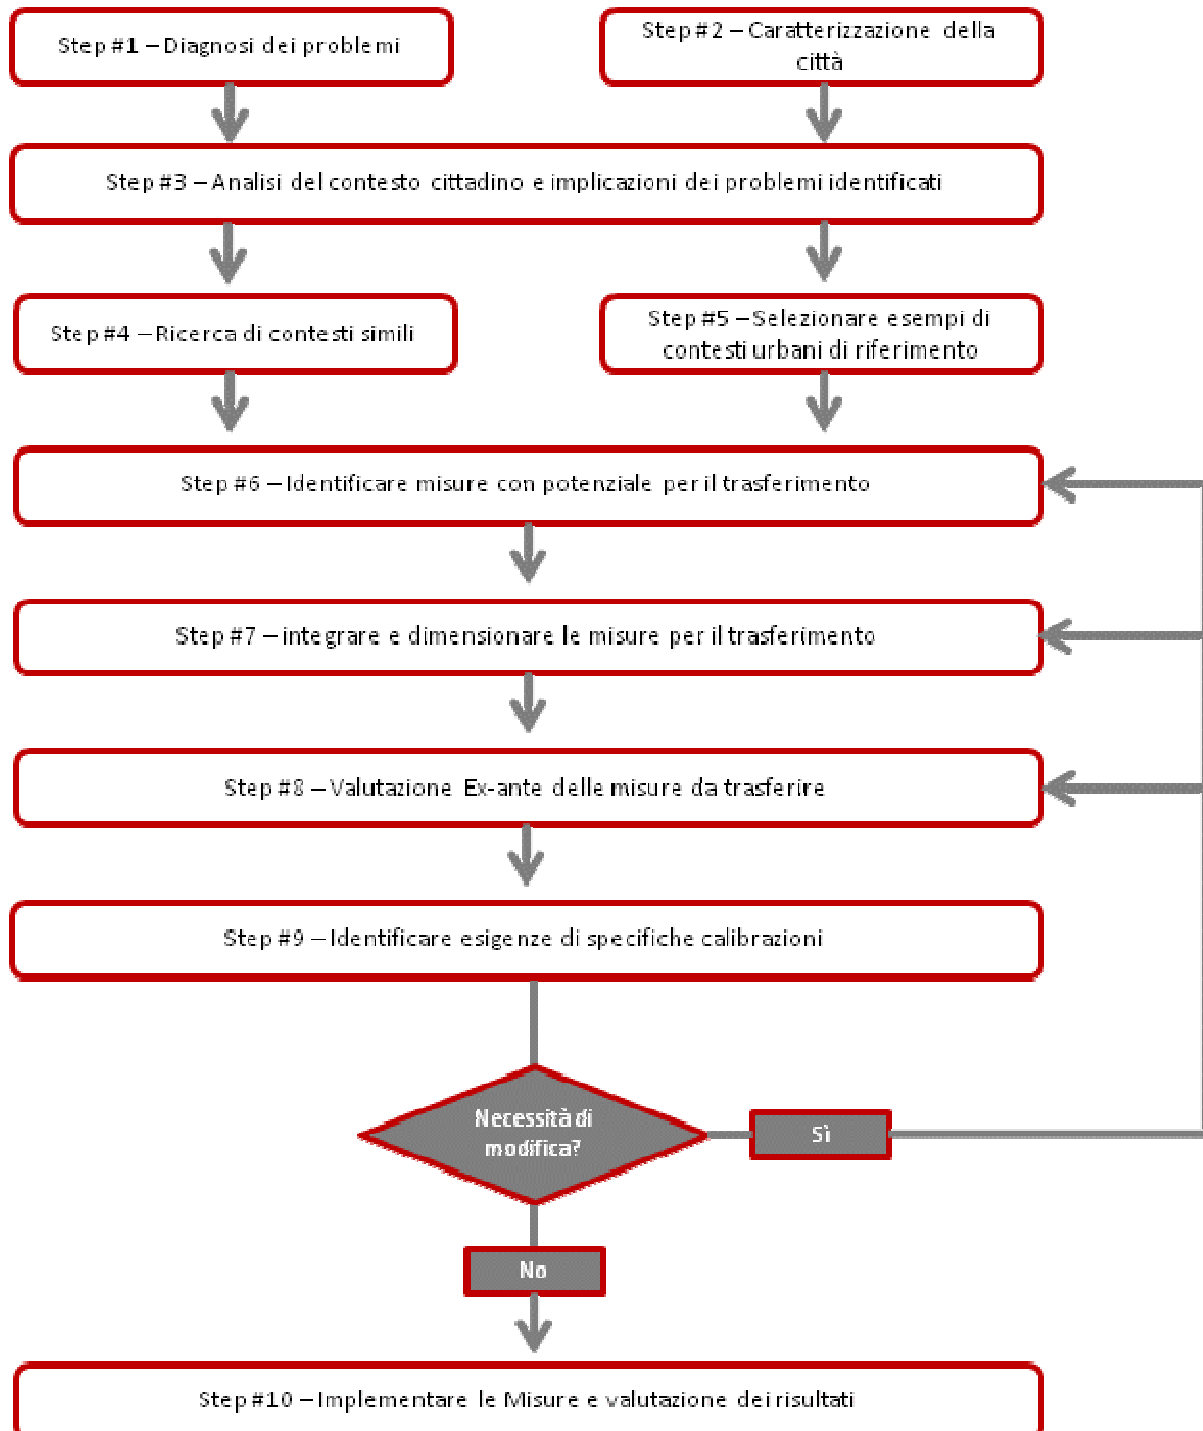 Step #1 – Diagnosi dei problemi
Step #2 – Caratterizzazione della
città
Step #3 – Analisi del contesto cittadino e implicazioni dei problemi identificati
Step #4 – Ricerca di contesti simili
Step #5 – Selezionare esempi di
contesti urbani di riferimento
Step #6 – Identificare misure con potenziale per il trasferimento
Step #7 – integrare e dimensionare le misure per il trasferimento
Step #8 – Valutazione Ex-ante delle misure da trasferire
Step #9 – Identificare esigenze di specifiche calibrazioni
Necessità di
modifica?
Sì
No
Step #10 – Implementare le Misure e valutazione dei risultati